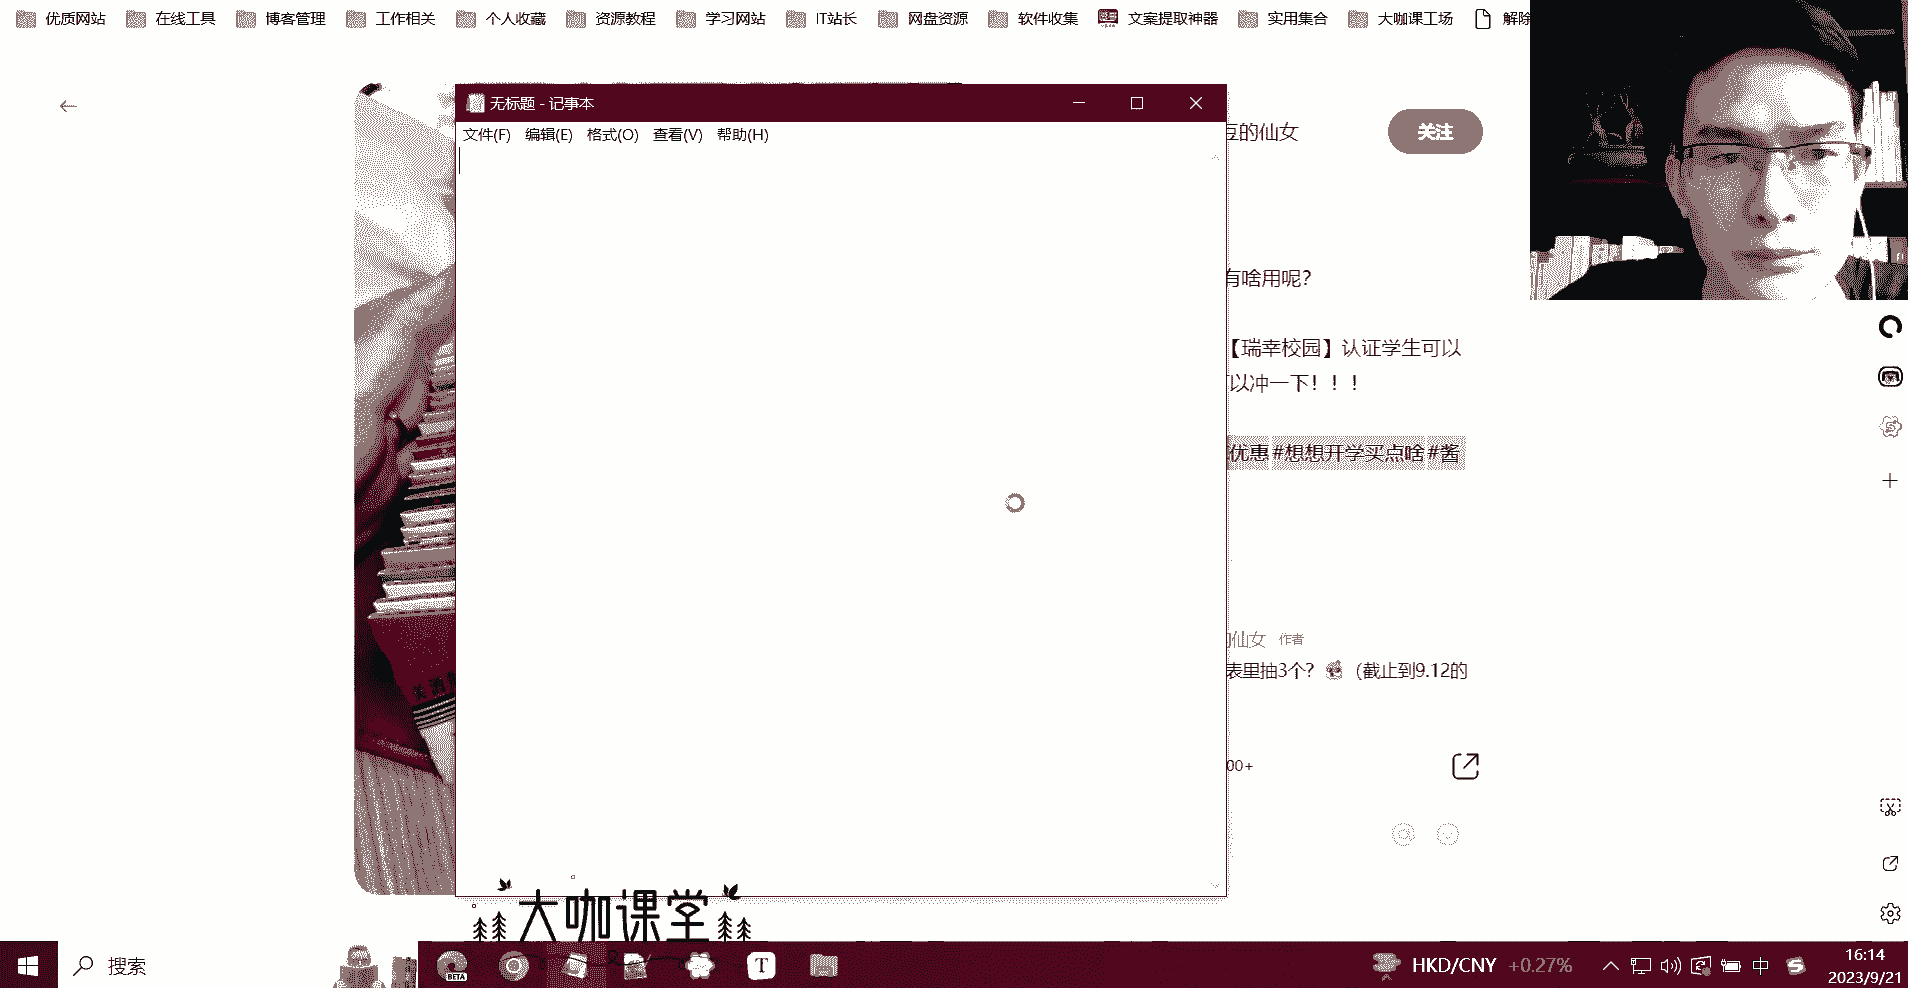 优质网站 在线工具 博客管理 工作相关 个人收藏 资源教程 学习网站 IT站长 网盘资源 软件收集 文案提取神器 实用集合 大咖课工场 解除
无标题 - 记事本
文件(F) 编辑(E) 格式(O) 查看(V) 帮助(H)
的仙女
关注
有啥用呢？
【瑞幸校园】认证学生可以
以冲一下！！！
优惠 #想想开学买点啥 #酱
仙女 作者
表里抽3个？（截止到9.12的
00+
大咖课堂
搜索
BETA
T
HKD/CNY +0.27%
中
S
16:14
2023/9/21